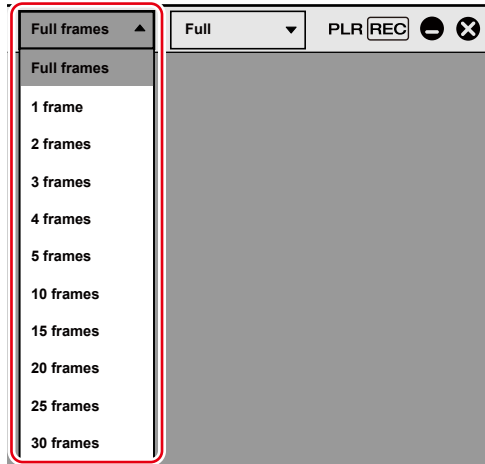 Full frames Full PLR REC
Full frames
1 frame
2 frames
3 frames
4 frames
5 frames
10 frames
15 frames
20 frames
25 frames
30 frames